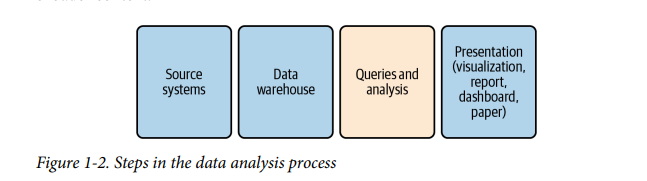 Source
systems
Data
warehouse
Queries and
analysis
Presentation
(visualization,
report,
dashboard,
paper)
Figure 1-2. Steps in the data analysis process